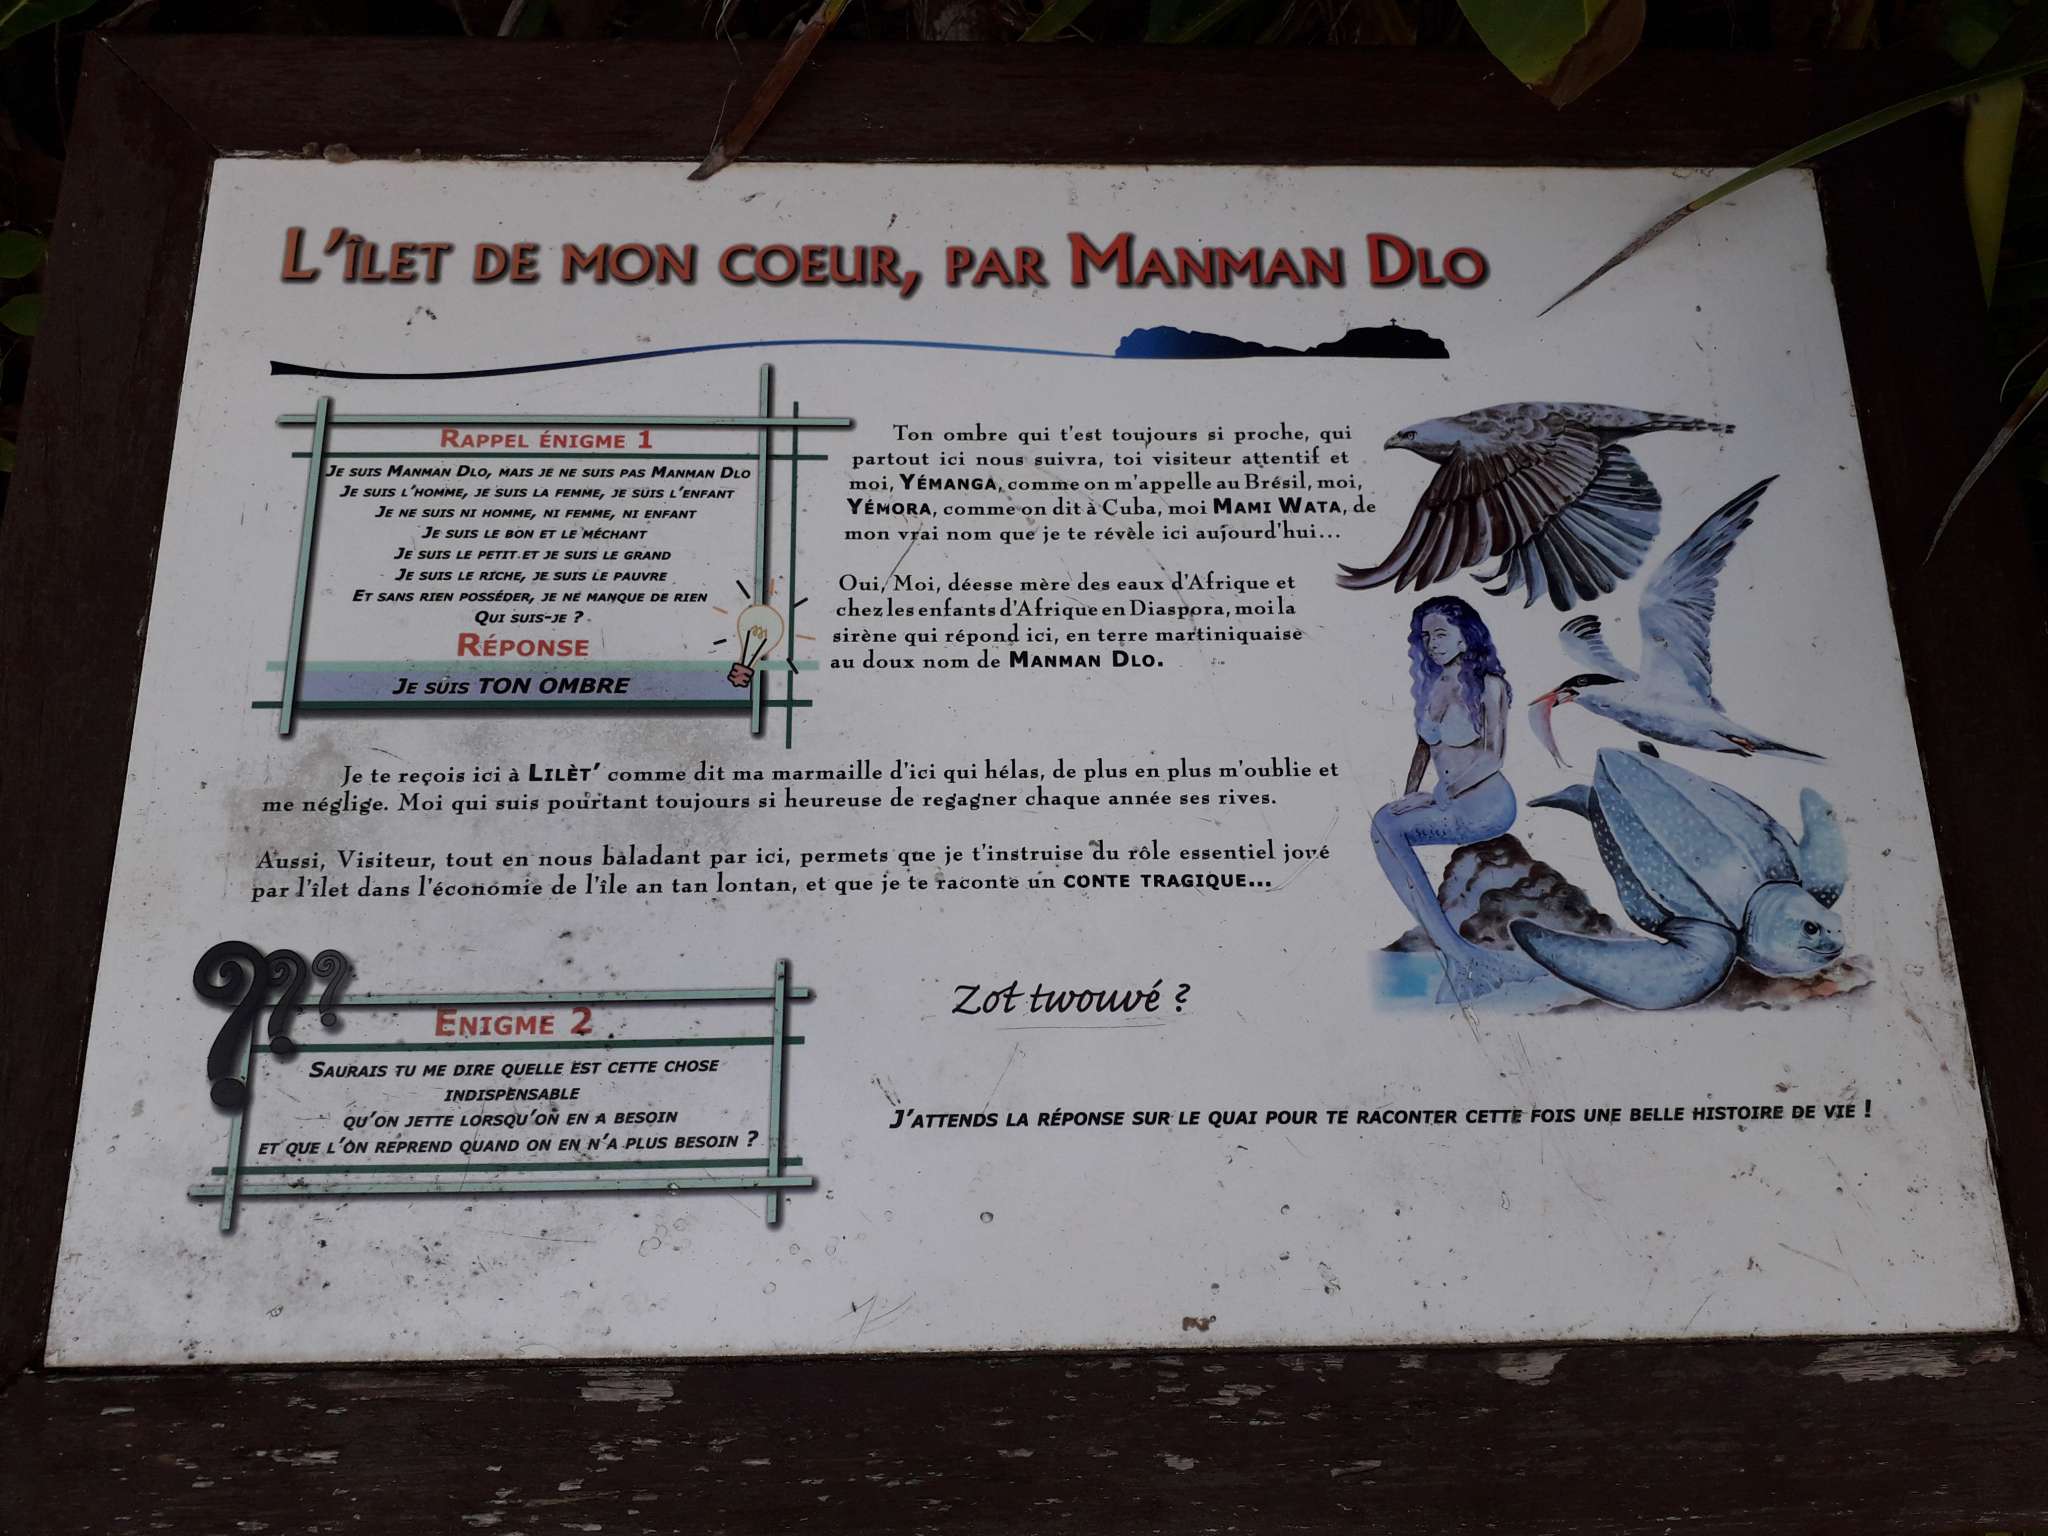 L'îlet de mon coeur, par Manman Dlo
Rappel énigme 1
Je suis Manman Dlo, mais je ne suis pas Manman Dlo
Je suis l'homme, je suis la femme, je suis l'enfant
Je ne suis ni homme, ni femme, ni enfant
Je suis le bon et le méchant
Je suis le petit et je suis le grand
Je suis le riche, je suis le pauvre
Et sans rien posséder, je ne manque de rien
Qui suis-je ?
Réponse
Je suis TON OMBRE
Ton ombre qui t'est toujours si proche, qui
partout ici nous suivra, toi visiteur attentif et
moi, Yémanga, comme on m'appelle au Brésil, moi,
Yémora, comme on dit à Cuba, moi Mami Wata, de
mon vrai nom que je te révèle ici aujourd'hui...
Oui, Moi, déesse mère des eaux d'Afrique et
chez les enfants d'Afrique en Diaspora, moi la
sirène qui répond ici, en terre martiniquaise
au doux nom de Manman Dlo.
Je te reçois ici à Lilèt' comme dit ma marmaille d'ici qui hélas, de plus en plus m'oublie et
me néglige. Moi qui suis pourtant toujours si heureuse de regagner chaque année ses rives.
Aussi, Visiteur, tout en nous baladant par ici, permets que je t'instruise du rôle essentiel joué
par l'îlet dans l'économie de l'île an tan lontan, et que je te raconte un conte tragique...
Enigme 2
Saurais tu me dire quelle est cette chose
indispensable
qu'on jette lorsqu'on en a besoin
et que l'on reprend quand on en n'a plus besoin ?
Zot twouvé ?
J'attends la réponse sur le quai pour te raconter cette fois une belle histoire de vie !